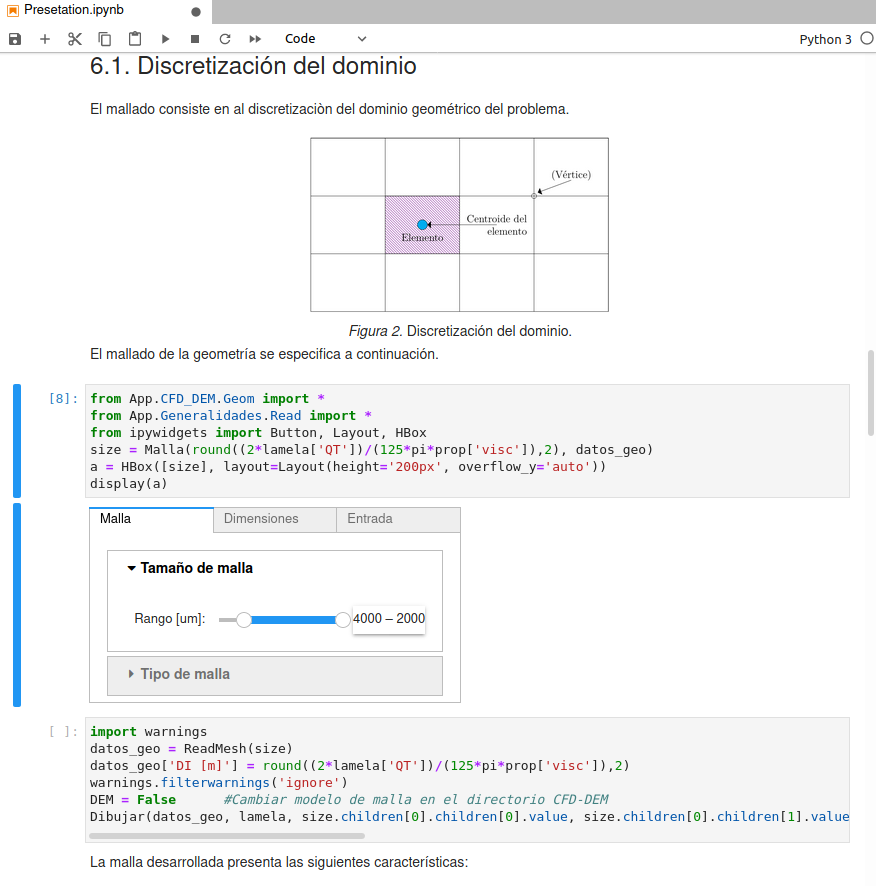 Presetation.ipynb
Code
Python 3
6.1. Discretización del dominio
El mallado consiste en al discretizaciòn del dominio geométrico del problema.
(Vértice)
Centroide del
elemento
Elemento
Figura 2. Discretización del dominio.
El mallado de la geometría se especifica a continuación.
[8]:
from App.CFD_DEM.Geom import *
from App.Generalidades.Read import *
from ipywidgets import Button, Layout, HBox
size = Malla(round((2*lamela['QT'])/(125*pi*prop['visc']),2), datos_geo)
a = HBox([size], layout=Layout(height='200px', overflow_y='auto'))
display(a)
Malla
Dimensiones
Entrada
Tamaño de malla
Rango [um]:
4000 – 2000
Tipo de malla
[ ]:
import warnings
datos_geo = ReadMesh(size)
datos_geo['DI [m]'] = round((2*lamela['QT'])/(125*pi*prop['visc']),2)
warnings.filterwarnings('ignore')
DEM = False      #Cambiar modelo de malla en el directorio CFD-DEM
Dibujar(datos_geo, lamela, size.children[0].children[0].value, size.children[0].children[1].value
La malla desarrollada presenta las siguientes características: